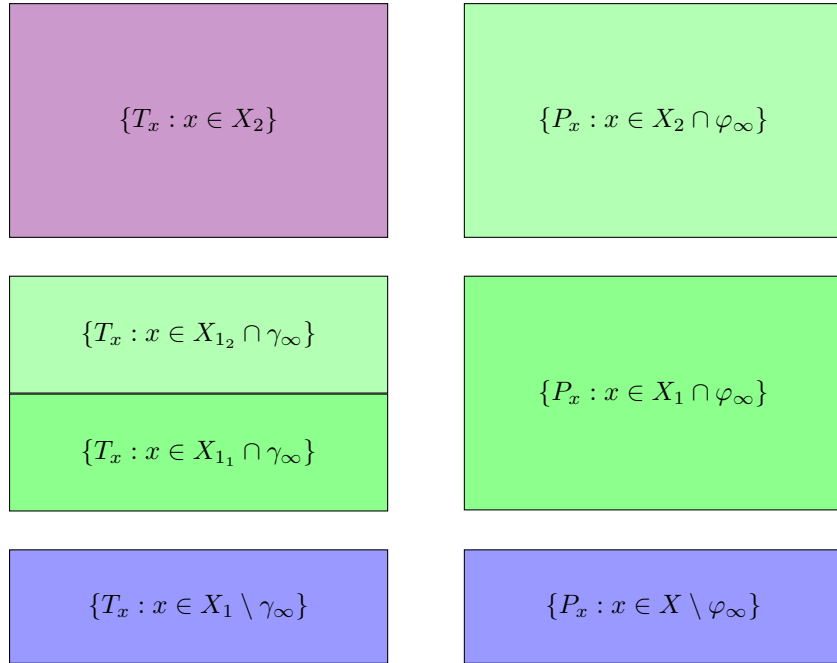 {T_x : x ∈ X_2}
{P_x : x ∈ X_2 ∩ φ_∞}
{T_x : x ∈ X_{1_2} ∩ γ_∞}
{T_x : x ∈ X_{1_1} ∩ γ_∞}
{P_x : x ∈ X_1 ∩ φ_∞}
{T_x : x ∈ X_1 \ γ_∞}
{P_x : x ∈ X \ φ_∞}